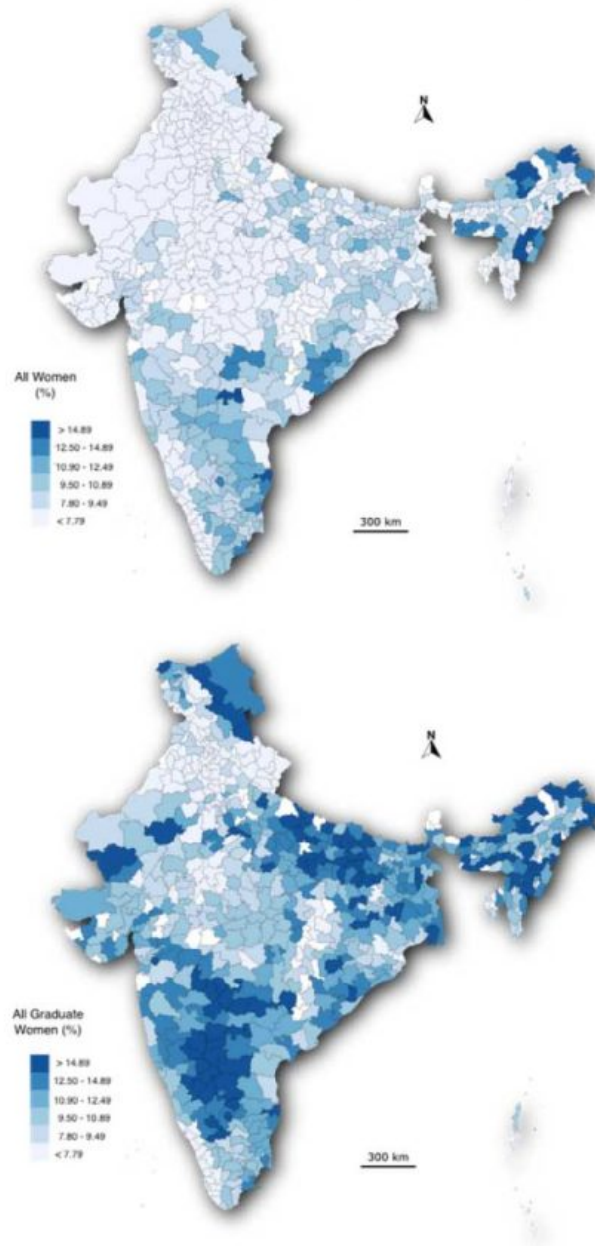 N
All Women
(%)
> 14.89
12.50 - 14.89
10.90 - 12.49
9.50 - 10.89
7.80 - 9.49
< 7.79
300 km
N
All Graduate
Women (%)
> 14.89
12.50 - 14.89
10.90 - 12.49
9.50 - 10.89
7.80 - 9.49
< 7.79
300 km